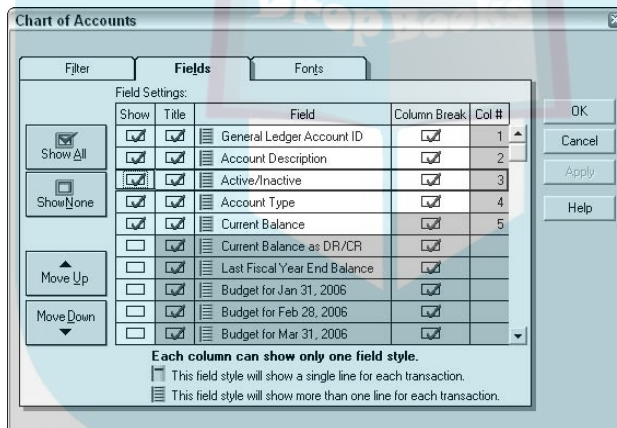 Drop Books
Chart of Accounts
Filter Fields Fonts
Field Settings:
Show Title Field Column Break Col #
General Ledger Account ID 1
Account Description 2
Active/Inactive 3
Account Type 4
Current Balance 5
Current Balance as DR/CR
Last Fiscal Year End Balance
Budget for Jan 31, 2006
Budget for Feb 28, 2006
Budget for Mar 31, 2006
Show All
ShowNone
Move Up
Move Down
OK
Cancel
Apply
Help
Each column can show only one field style.
This field style will show a single line for each transaction.
This field style will show more than one line for each transaction.